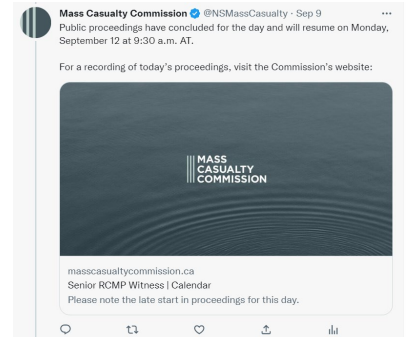 Mass Casualty Commission @NSMassCasualty · Sep 9
Public proceedings have concluded for the day and will resume on Monday,
September 12 at 9:30 a.m. AT.
For a recording of today's proceedings, visit the Commission's website:
MASS
CASUALTY
COMMISSION
masscasualtycommission.ca
Senior RCMP Witness | Calendar
Please note the late start in proceedings for this day.